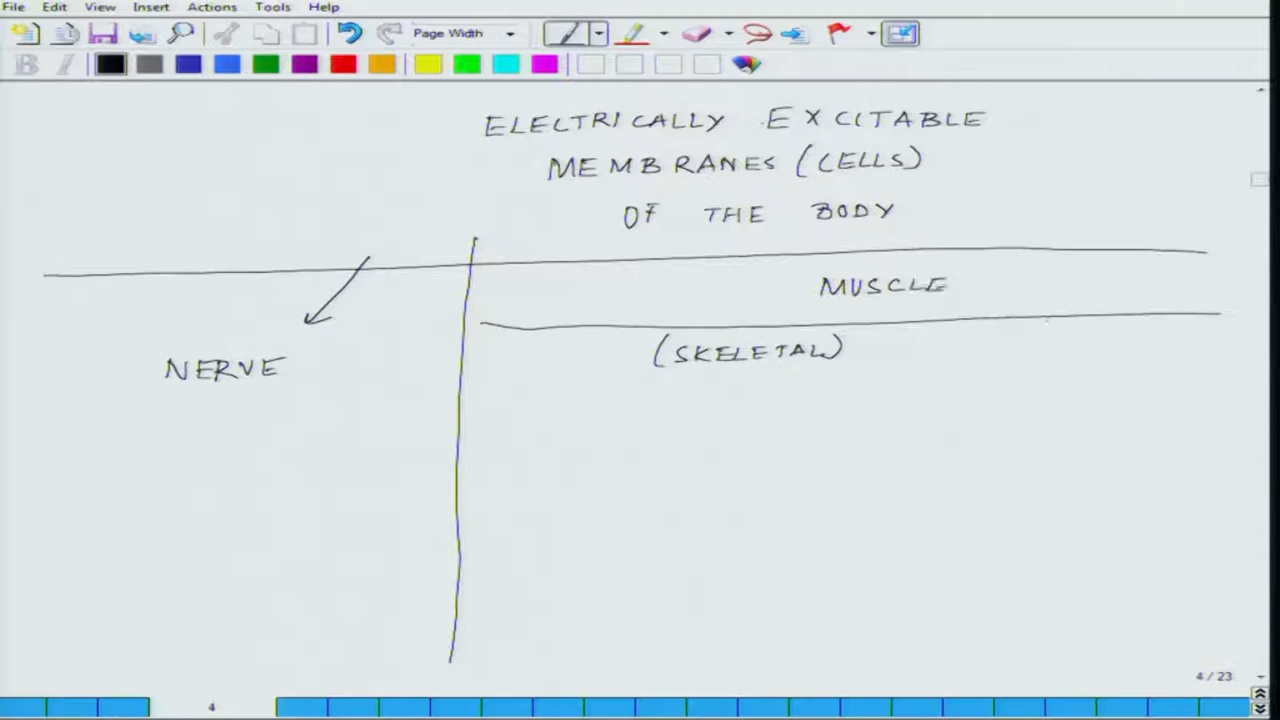 File Edit View Insert Actions Tools Help
Page Width
B I
ELECTRICALLY EXCITABLE
MEMBRANES (CELLS)
OF THE BODY
MUSCLE
(SKELETAL)
NERVE
4 / 23
4